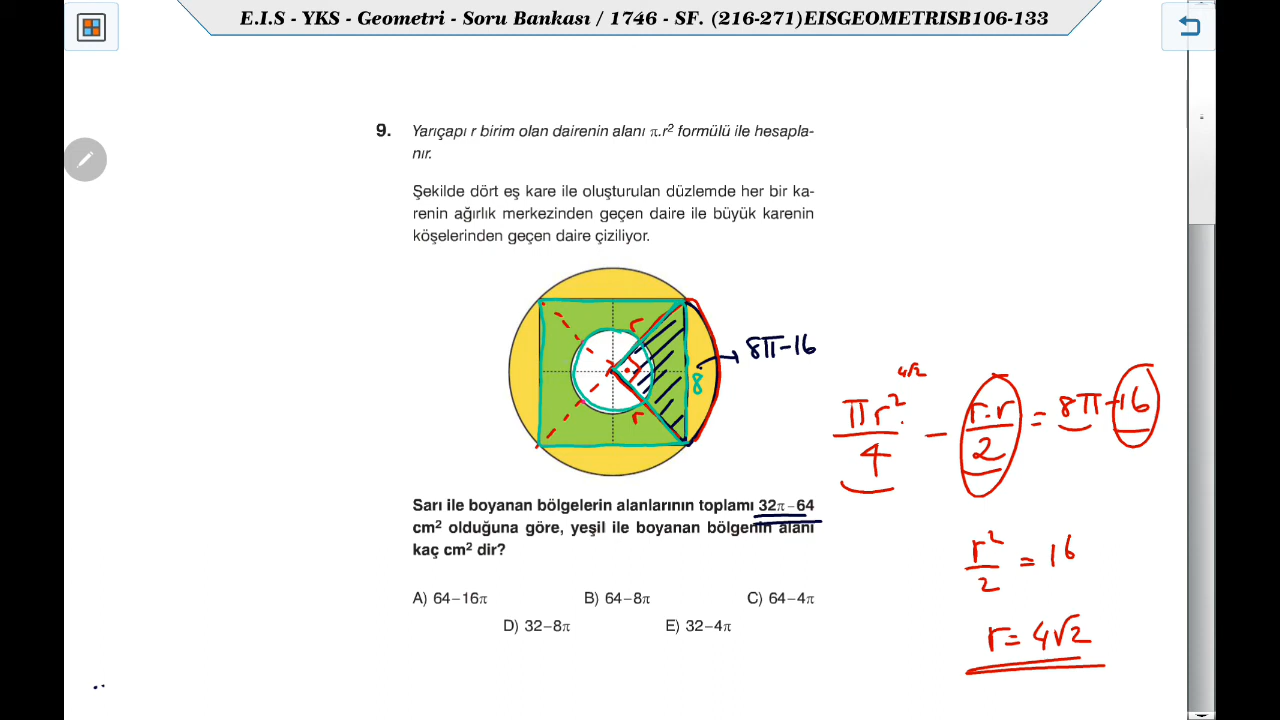 E.I.S - YKS - Geometri - Soru Bankası / 1746 - SF. (216-271)EISGEOMETRISB106-133
9. Yarıçapı r birim olan dairenin alanı π.r² formülü ile hesapla-
nır.
Şekilde dört eş kare ile oluşturulan düzlemde her bir ka-
renin ağırlık merkezinden geçen daire ile büyük karenin
köşelerinden geçen daire çiziliyor.
r
r
8
8π-16
4√2
πr²/4 - r.r/2 = 8π-16
r²/2 = 16
r = 4√2
Sarı ile boyanan bölgelerin alanlarının toplamı 32π-64
cm² olduğuna göre, yeşil ile boyanan bölgenin alanı
kaç cm² dir?
A) 64-16π B) 64-8π C) 64-4π
D) 32-8π E) 32-4π